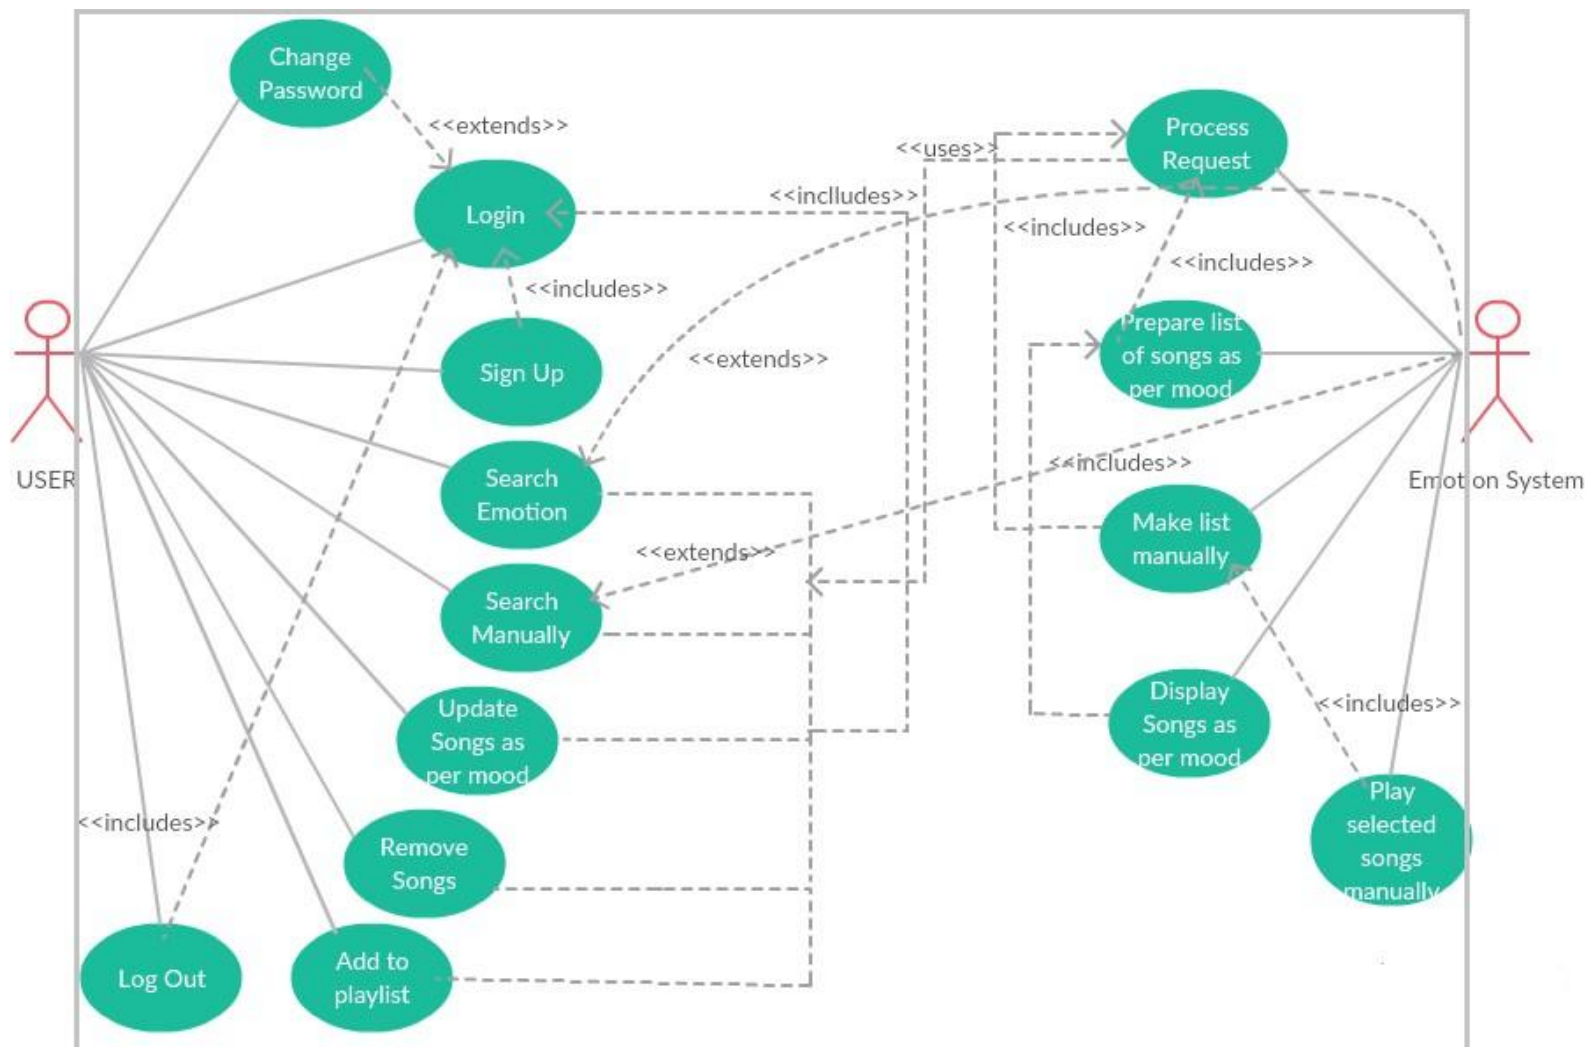 Change
Password
<<extends>>
Process
Request
<<uses>>
<<inclludes>>
Login
<<includes>>
<<includes>>
<<includes>>
Prepare list
of songs as
per mood
<<extends>>
Sign Up
USER
Search
Emotion
<<includes>>
Emotion System
Make list
manually
<<extends>>
Search
Manually
Update
Songs as
per mood
Display
Songs as
per mood
<<includes>>
Play
selected
songs
manually
<<includes>>
Remove
Songs
Log Out
Add to
playlist